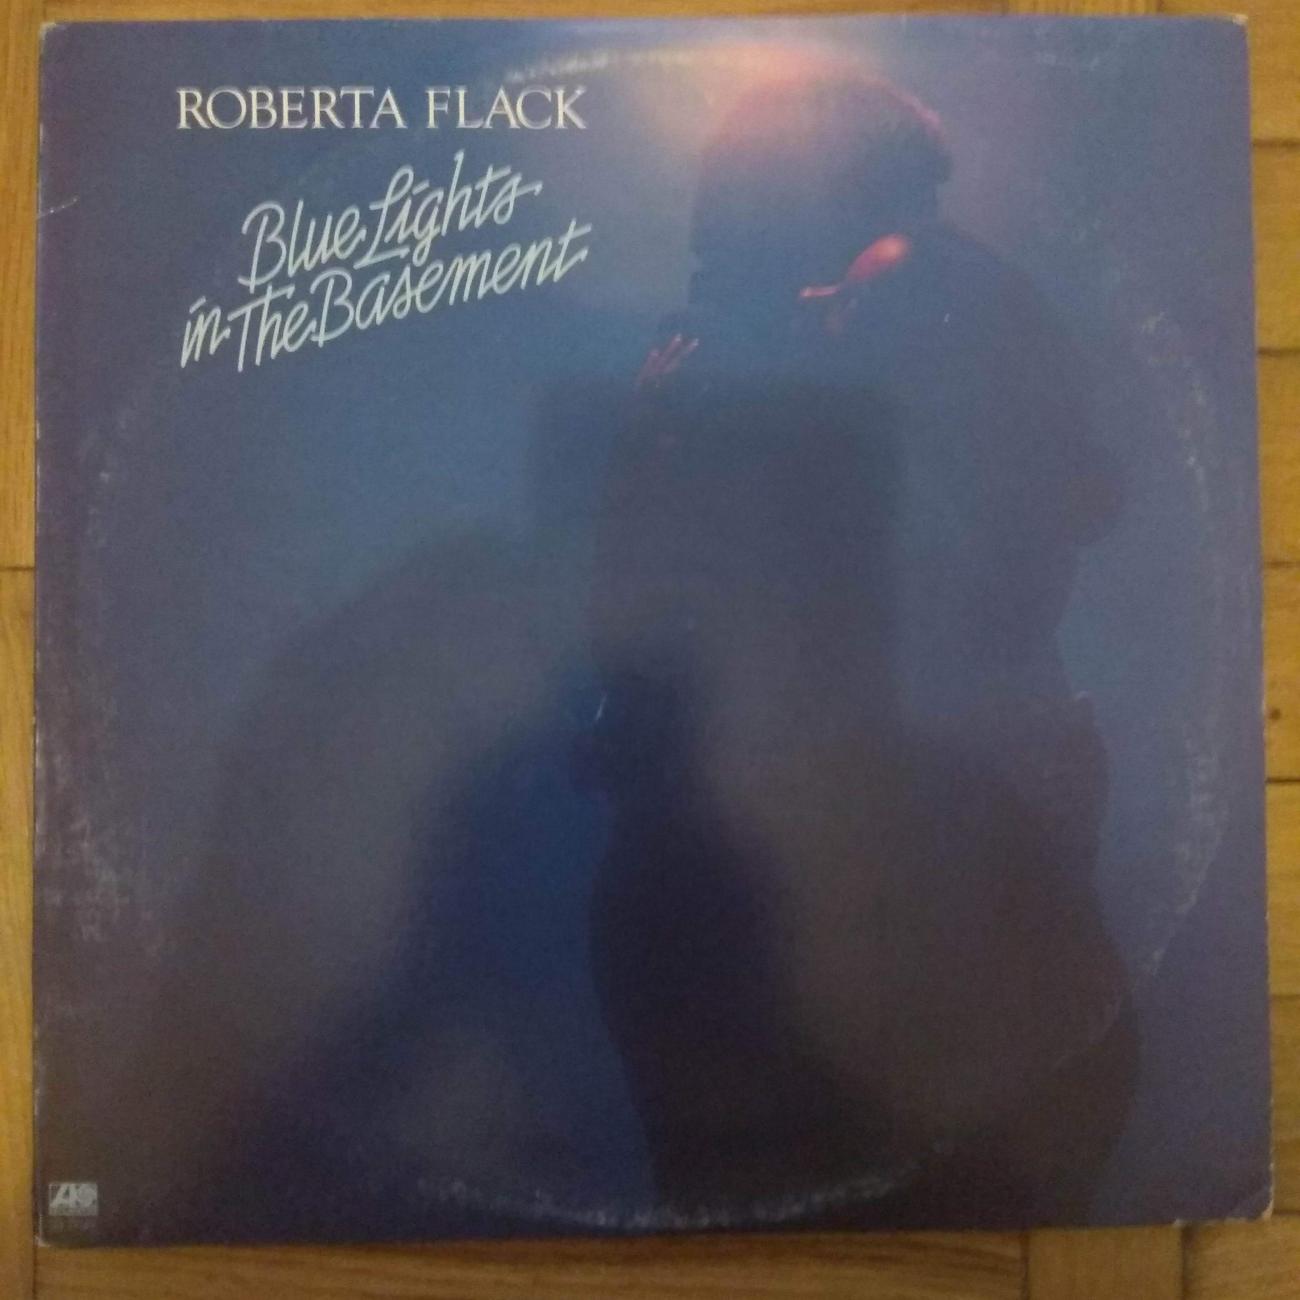 ROBERTA FLACK
Blue Lights
in The Basement